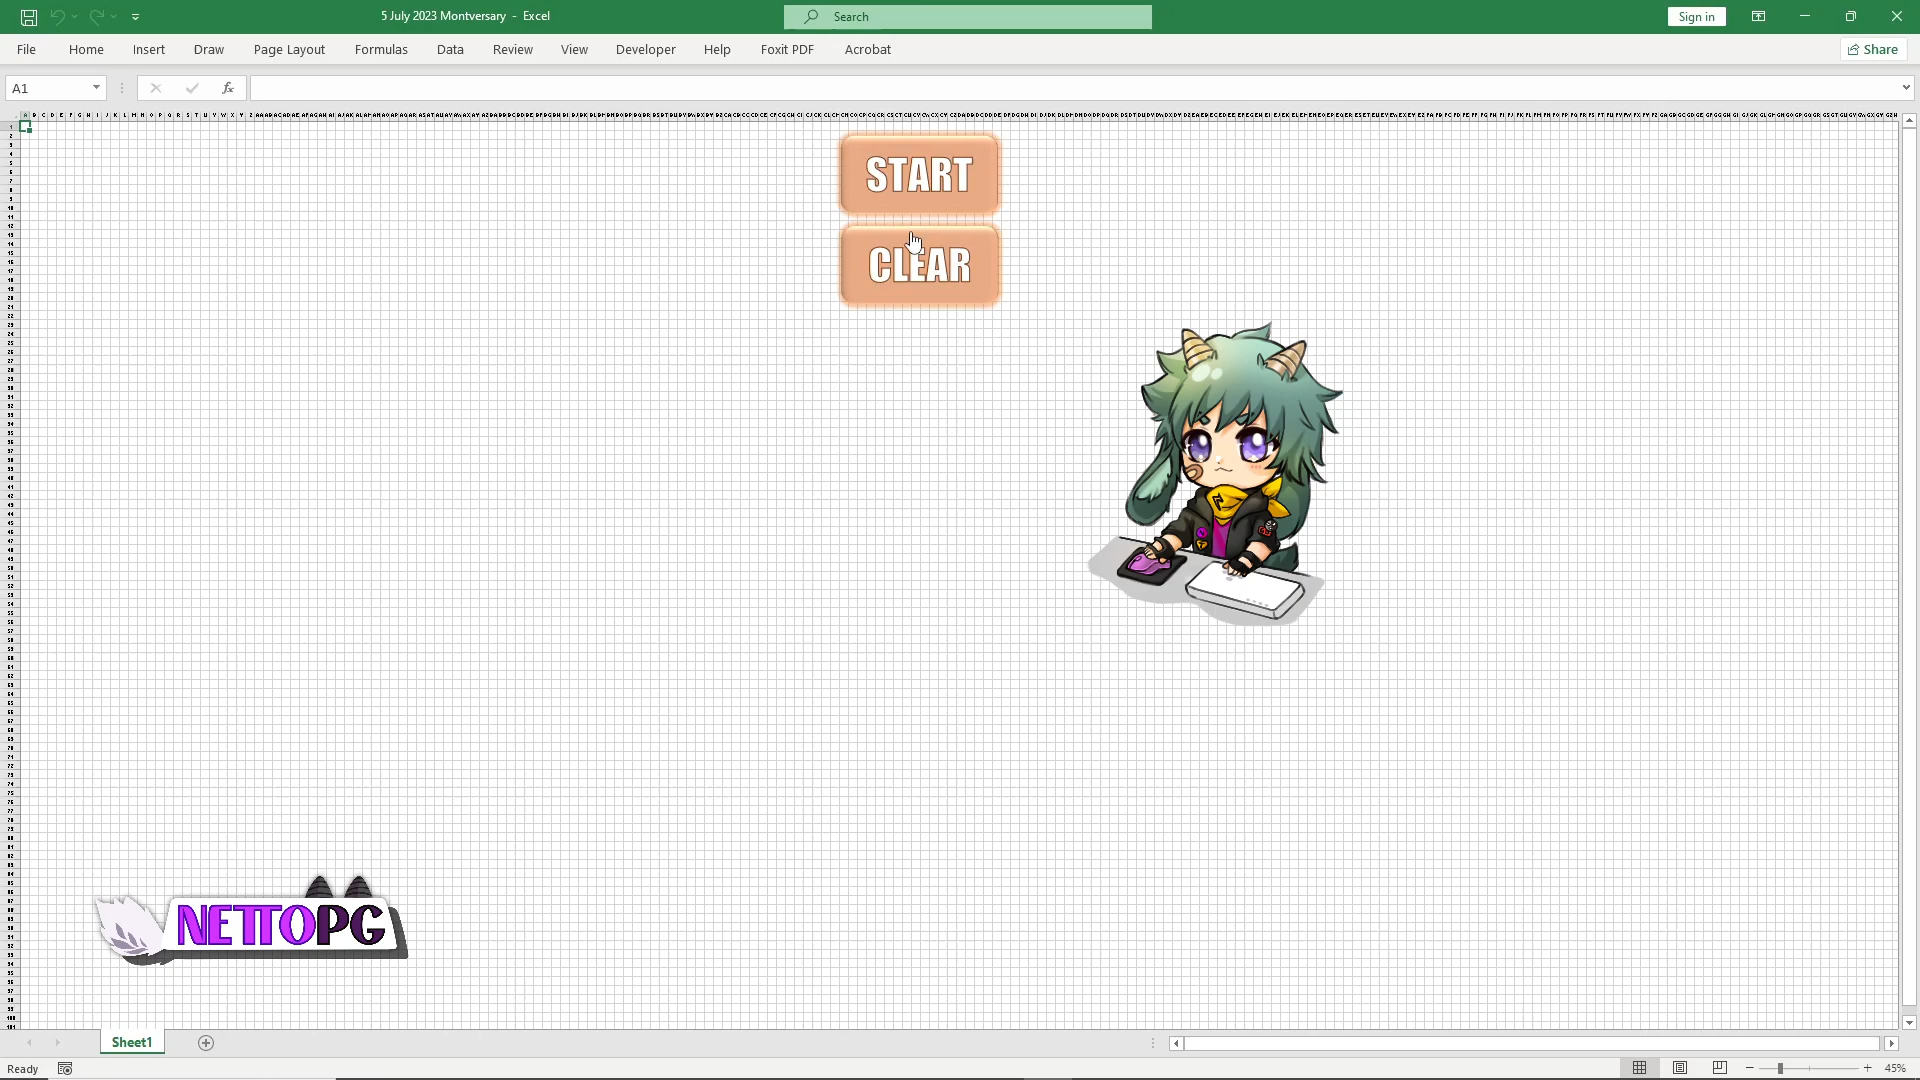 5 July 2023 Montversary - Excel
Search
Sign in
File Home Insert Draw Page Layout Formulas Data Review View Developer Help Foxit PDF Acrobat
Share
A1
fx
START
CLEAR
NETTOPG
Sheet1
Ready
45%